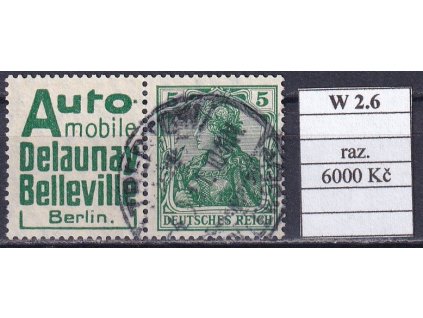 Auto
mobile
Delaunay
Belleville
Berlin.
5 5
DEUTSCHES REICH
W 2.6
raz.
6000 Kč